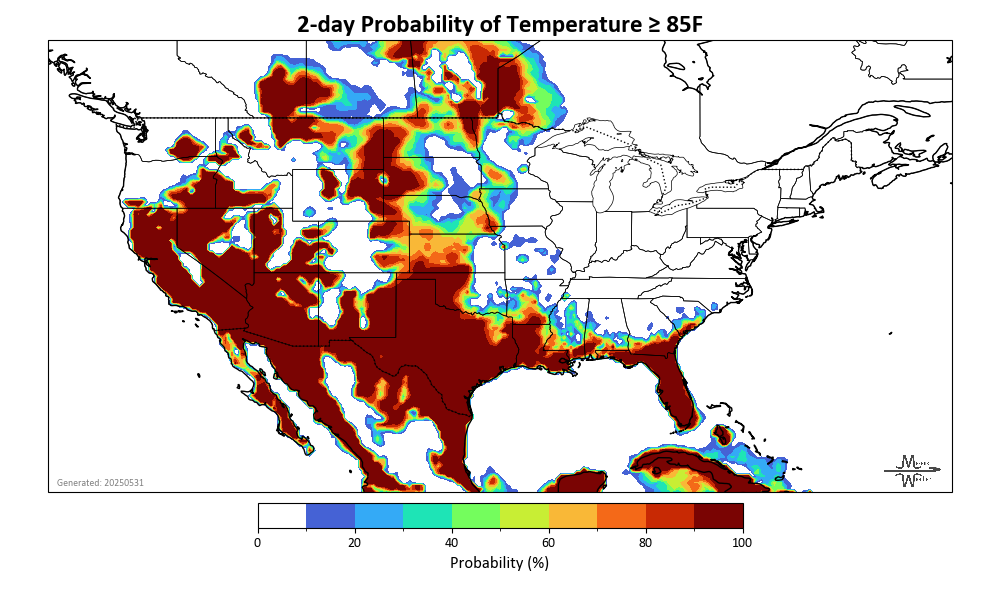 2-day Probability of Temperature ≥ 85F
Generated: 20250531
0 20 40 60 80 100
Probability (%)